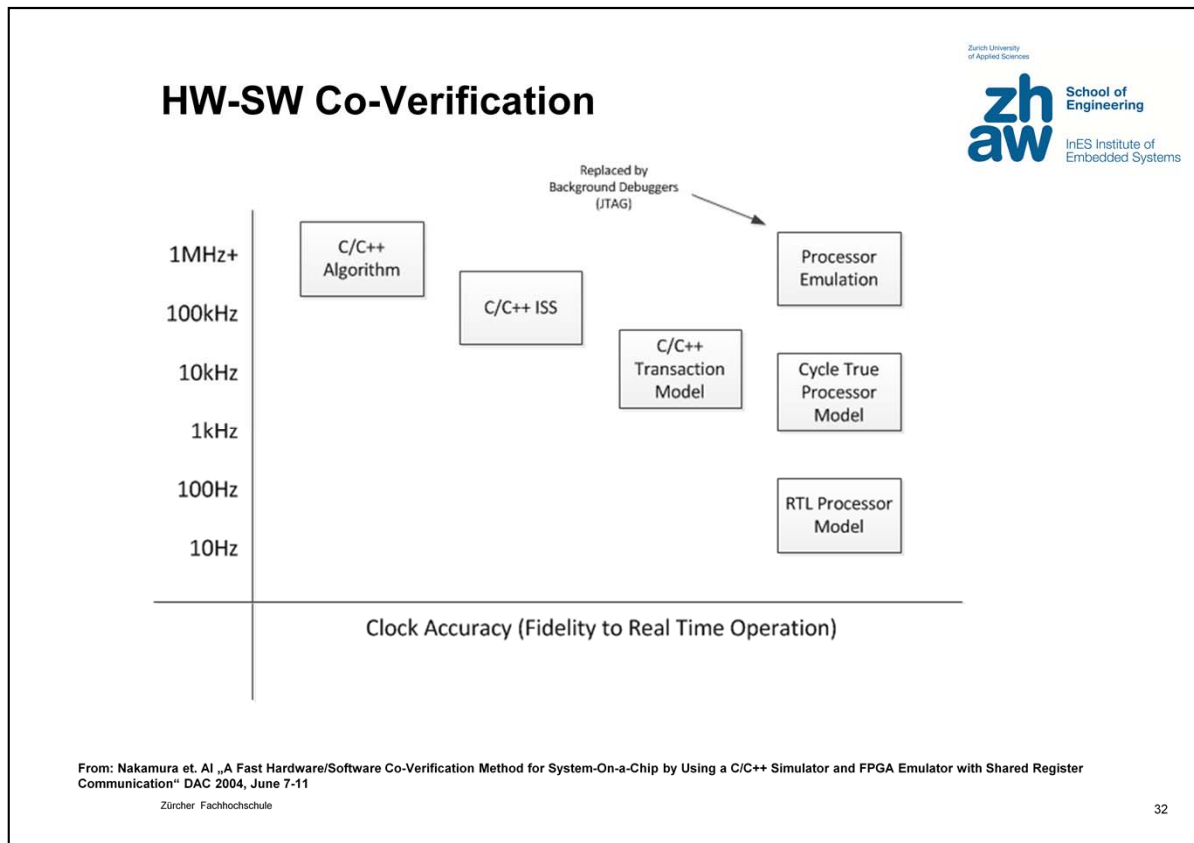 Zurich University
of Applied Sciences
zh
aw
School of
Engineering
InES Institute of
Embedded Systems
HW-SW Co-Verification
Replaced by
Background Debuggers
(JTAG)
1MHz+
100kHz
10kHz
1kHz
100Hz
10Hz
C/C++
Algorithm
C/C++ ISS
C/C++
Transaction
Model
Processor
Emulation
Cycle True
Processor
Model
RTL Processor
Model
Clock Accuracy (Fidelity to Real Time Operation)
From: Nakamura et. Al „A Fast Hardware/Software Co-Verification Method for System-On-a-Chip by Using a C/C++ Simulator and FPGA Emulator with Shared Register
Communication“ DAC 2004, June 7-11
Zürcher Fachhochschule
32